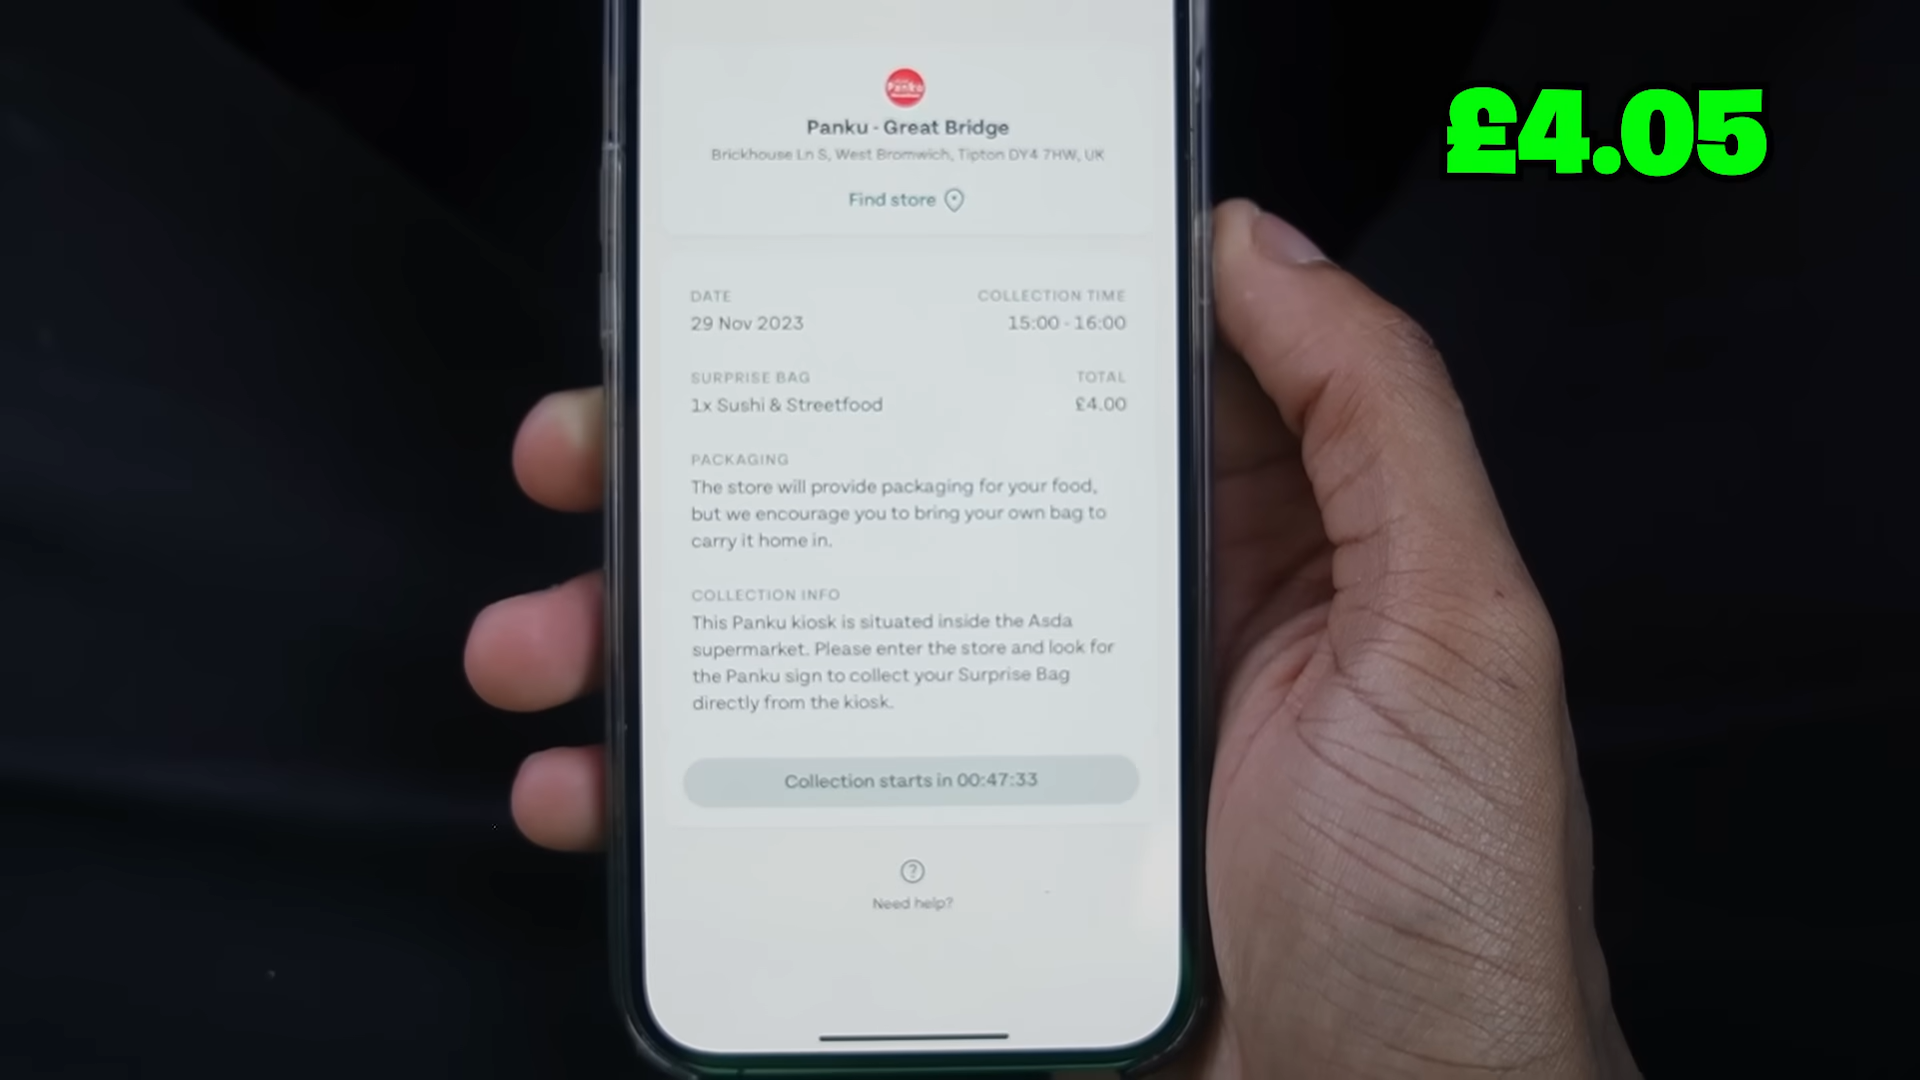 £4.05
Panku
Panku - Great Bridge
Brickhouse Ln S, West Bromwich, Tipton DY4 7HW, UK
Find store
DATE
COLLECTION TIME
29 Nov 2023
15:00 - 16:00
SURPRISE BAG
TOTAL
1x Sushi & Streetfood
£4.00
PACKAGING
The store will provide packaging for your food,
but we encourage you to bring your own bag to
carry it home in.
COLLECTION INFO
This Panku kiosk is situated inside the Asda
supermarket. Please enter the store and look for
the Panku sign to collect your Surprise Bag
directly from the kiosk.
Collection starts in 00:47:33
?
Need help?